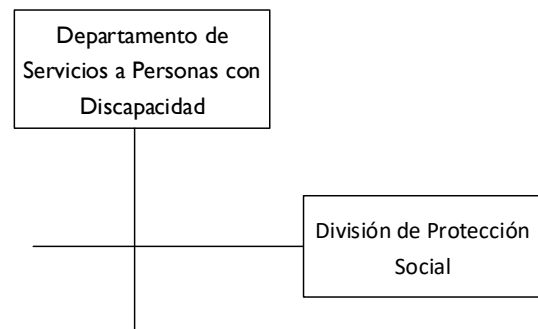 Departamento de
Servicios a Personas con
Discapacidad
División de Protección
Social